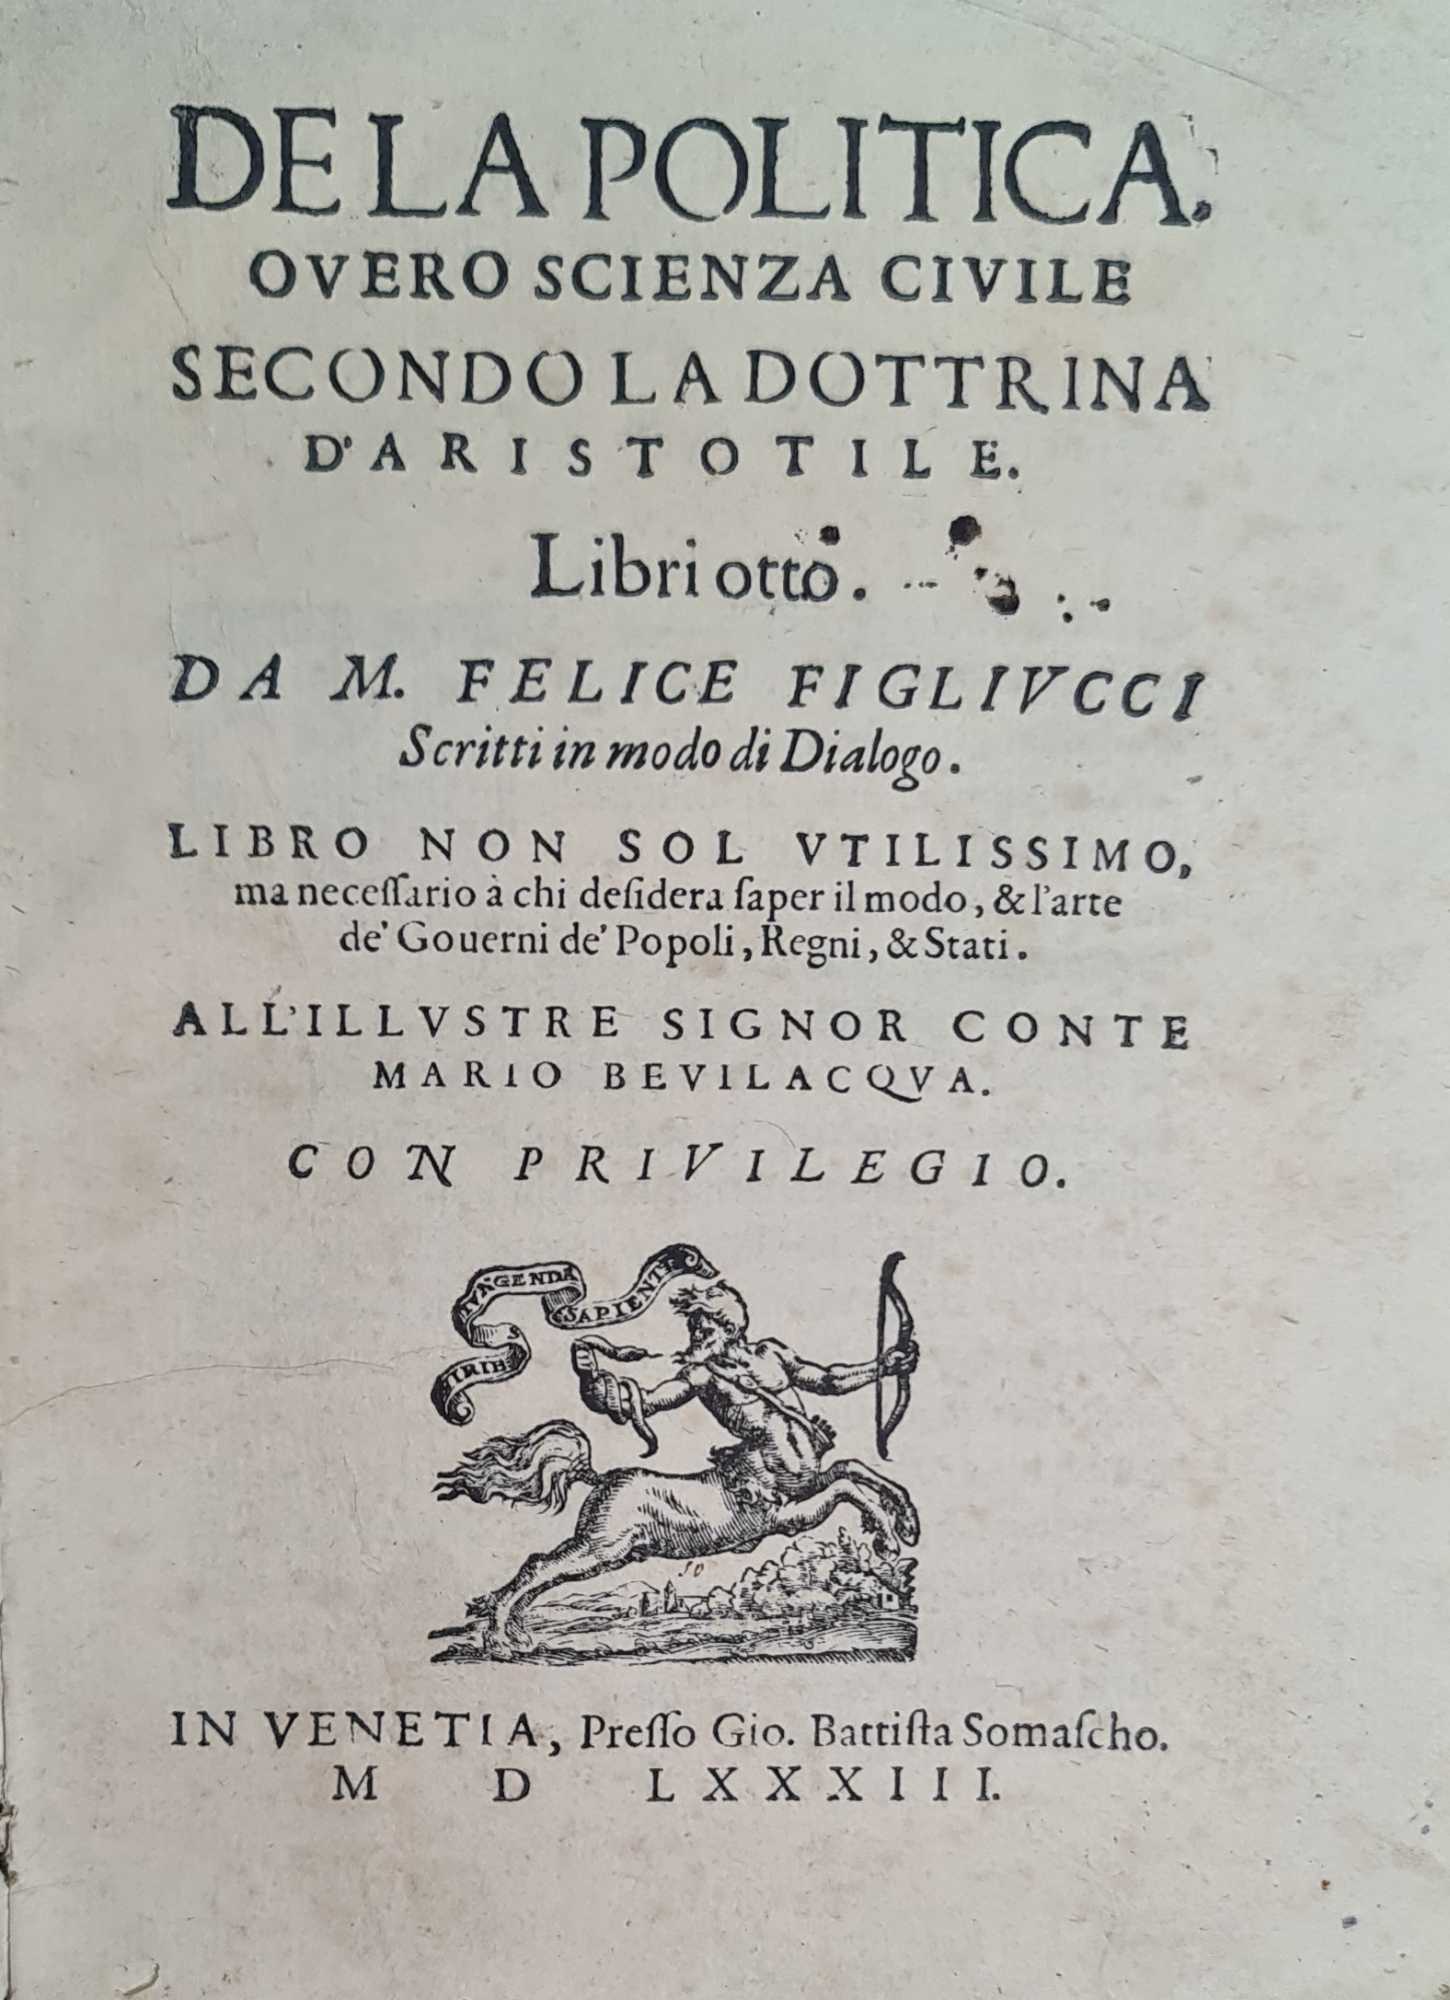 DE LA POLITICA.
OVERO SCIENZA CIVILE
SECONDO LA DOTTRINA
D'ARISTOTILE.
Libri otto.
DA M. FELICE FIGLIVCCI
Scritti in modo di Dialogo.
LIBRO NON SOL VTILISSIMO,
ma neceſſario à chi deſidera ſaper il modo, & l'arte
de' Gouerni de' Popoli, Regni, & Stati.
ALL'ILLVSTRE SIGNOR CONTE
MARIO BEVILACQVA.
CON PRIVILEGIO.
SAPIENTI
IN VENETIA, Preſſo Gio. Battiſta Somaſcho.
M D LXXXIII.